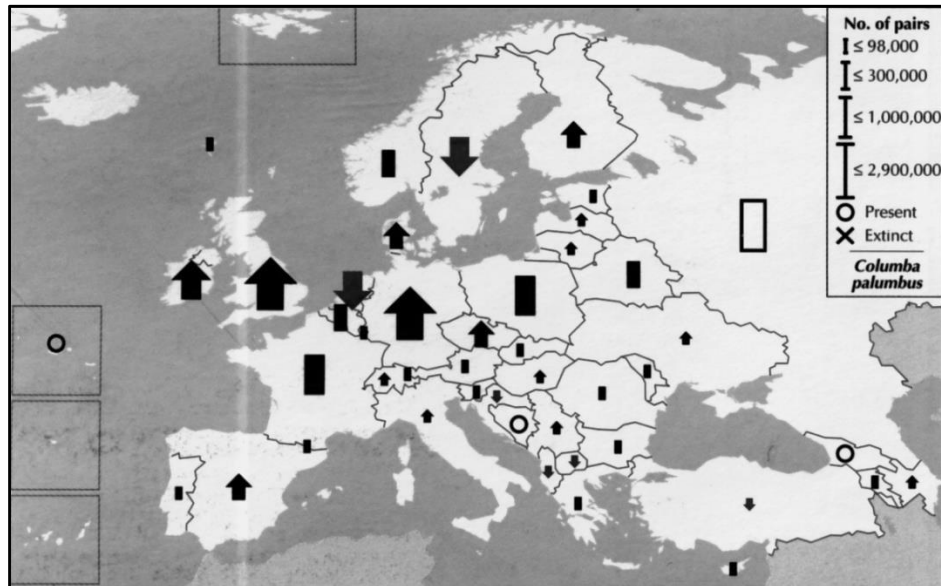 No. of pairs
≤ 98,000
≤ 300,000
≤ 1,000,000
≤ 2,900,000
Present
Extinct
Columba
palumbus